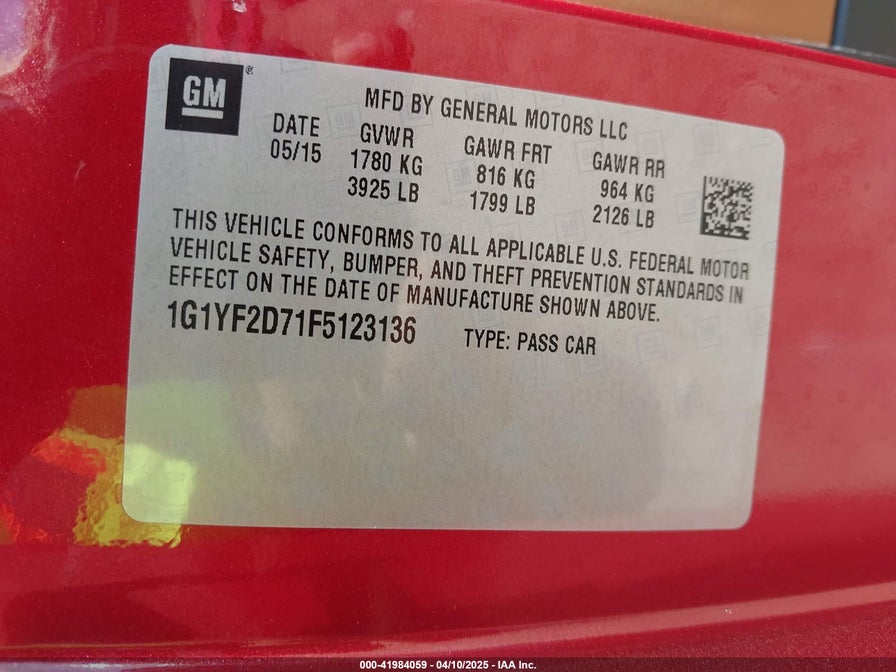 GM®
MFD BY GENERAL MOTORS LLC
DATE GVWR GAWR FRT GAWR RR
05/15 1780 KG 816 KG 964 KG
3925 LB 1799 LB 2126 LB
THIS VEHICLE CONFORMS TO ALL APPLICABLE U.S. FEDERAL MOTOR
VEHICLE SAFETY, BUMPER, AND THEFT PREVENTION STANDARDS IN
EFFECT ON THE DATE OF MANUFACTURE SHOWN ABOVE.
1G1YF2D71F5123136 TYPE: PASS CAR
000-41984059 - 04/10/2025 - IAA Inc.